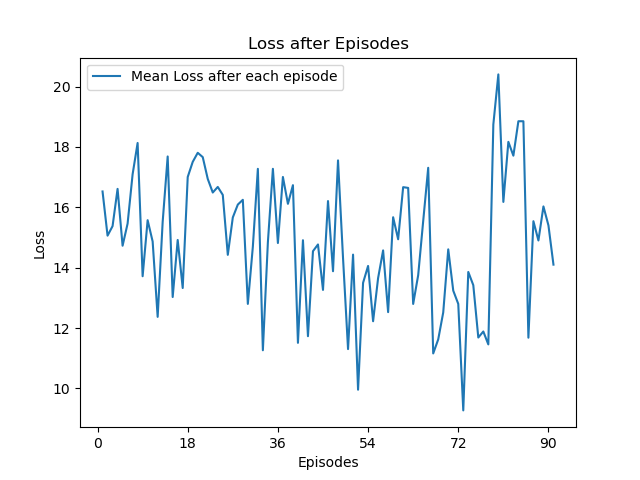 Loss after Episodes
Mean Loss after each episode
20
18
16
14
12
10
Loss
0 18 36 54 72 90
Episodes